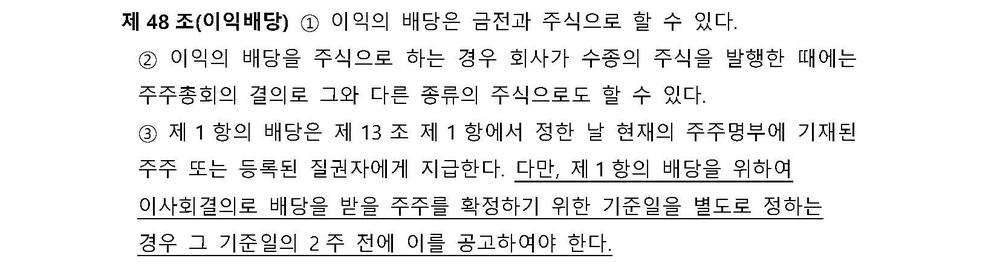 제 48 조(이익배당) ① 이익의 배당은 금전과 주식으로 할 수 있다.
② 이익의 배당을 주식으로 하는 경우 회사가 수종의 주식을 발행한 때에는
주주총회의 결의로 그와 다른 종류의 주식으로도 할 수 있다.
③ 제 1 항의 배당은 제 13 조 제 1 항에서 정한 날 현재의 주주명부에 기재된
주주 또는 등록된 질권자에게 지급한다. 다만, 제 1 항의 배당을 위하여
이사회결의로 배당을 받을 주주를 확정하기 위한 기준일을 별도로 정하는
경우 그 기준일의 2 주 전에 이를 공고하여야 한다.